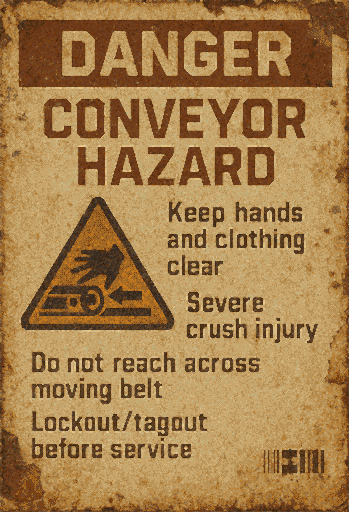 DANGER
CONVEYOR
HAZARD
Keep hands
and clothing
clear
Severe
crush injury
Do not reach across
moving belt
Lockout/tagout
before service